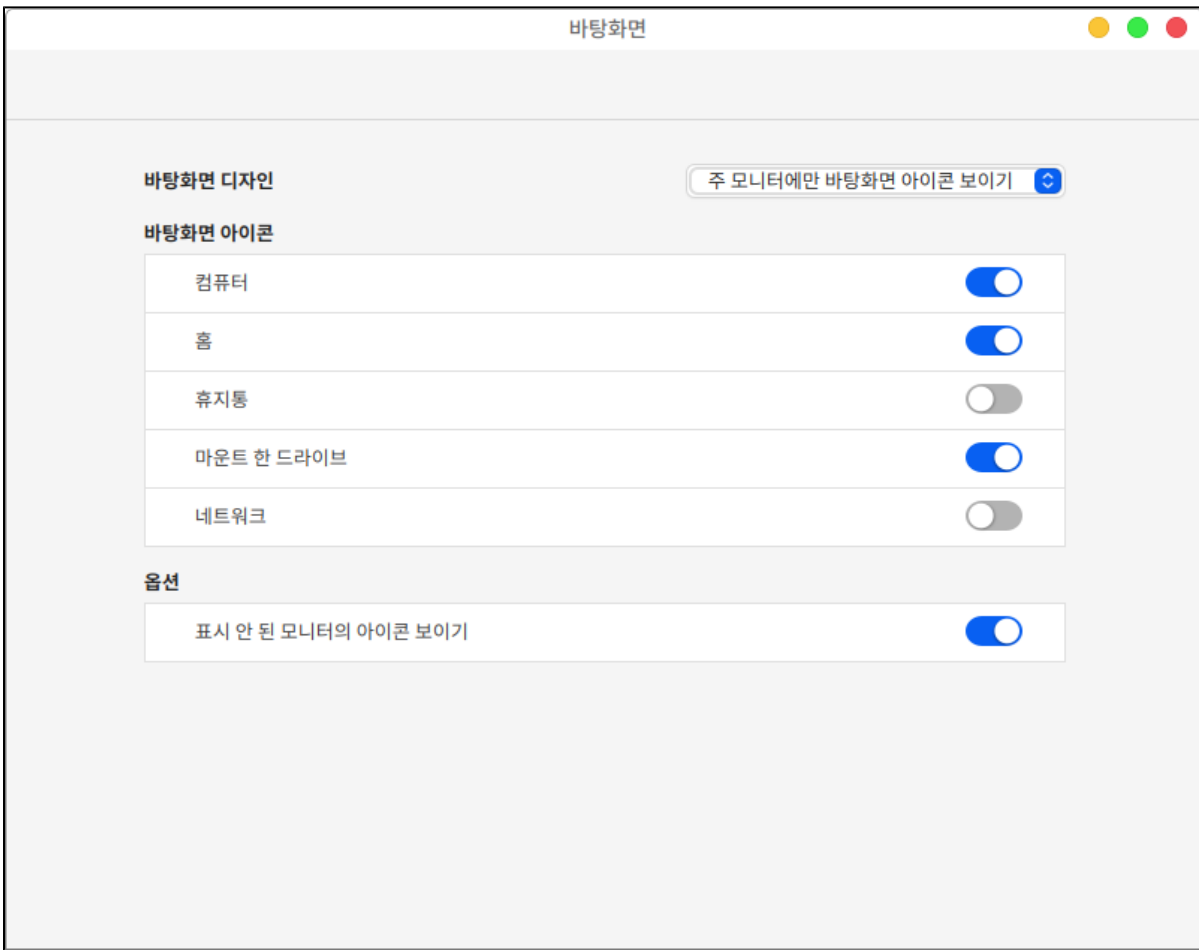 바탕화면
바탕화면 디자인
주 모니터에만 바탕화면 아이콘 보이기
바탕화면 아이콘
컴퓨터
홈
휴지통
마운트 한 드라이브
네트워크
옵션
표시 안 된 모니터의 아이콘 보이기